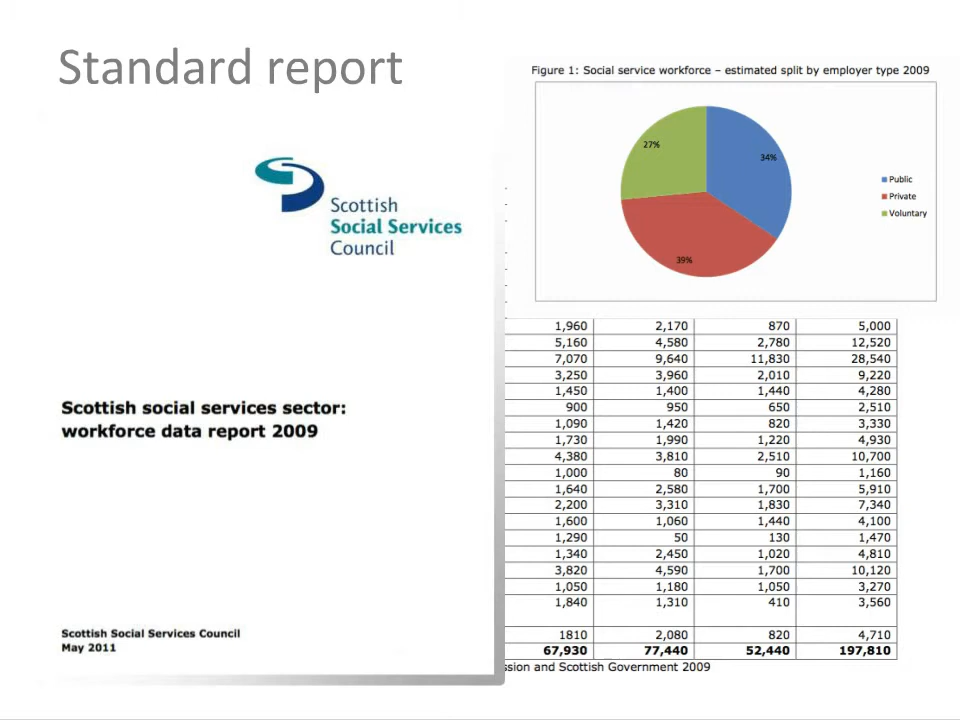 Standard report
Scottish
Social Services
Council
Scottish social services sector:
workforce data report 2009
Scottish Social Services Council
May 2011
Figure 1: Social service workforce – estimated split by employer type 2009
27%
34%
39%
Public
Private
Voluntary
1,960 2,170 870 5,000
5,160 4,580 2,780 12,520
7,070 9,640 11,830 28,540
3,250 3,960 2,010 9,220
1,450 1,400 1,440 4,280
900 950 650 2,510
1,090 1,420 820 3,330
1,730 1,990 1,220 4,930
4,380 3,810 2,510 10,700
1,000 80 90 1,160
1,640 2,580 1,700 5,910
2,200 3,310 1,830 7,340
1,600 1,060 1,440 4,100
1,290 50 130 1,470
1,340 2,450 1,020 4,810
3,820 4,590 1,700 10,120
1,050 1,180 1,050 3,270
1,840 1,310 410 3,560
1810 2,080 820 4,710
67,930 77,440 52,440 197,810
ssion and Scottish Government 2009